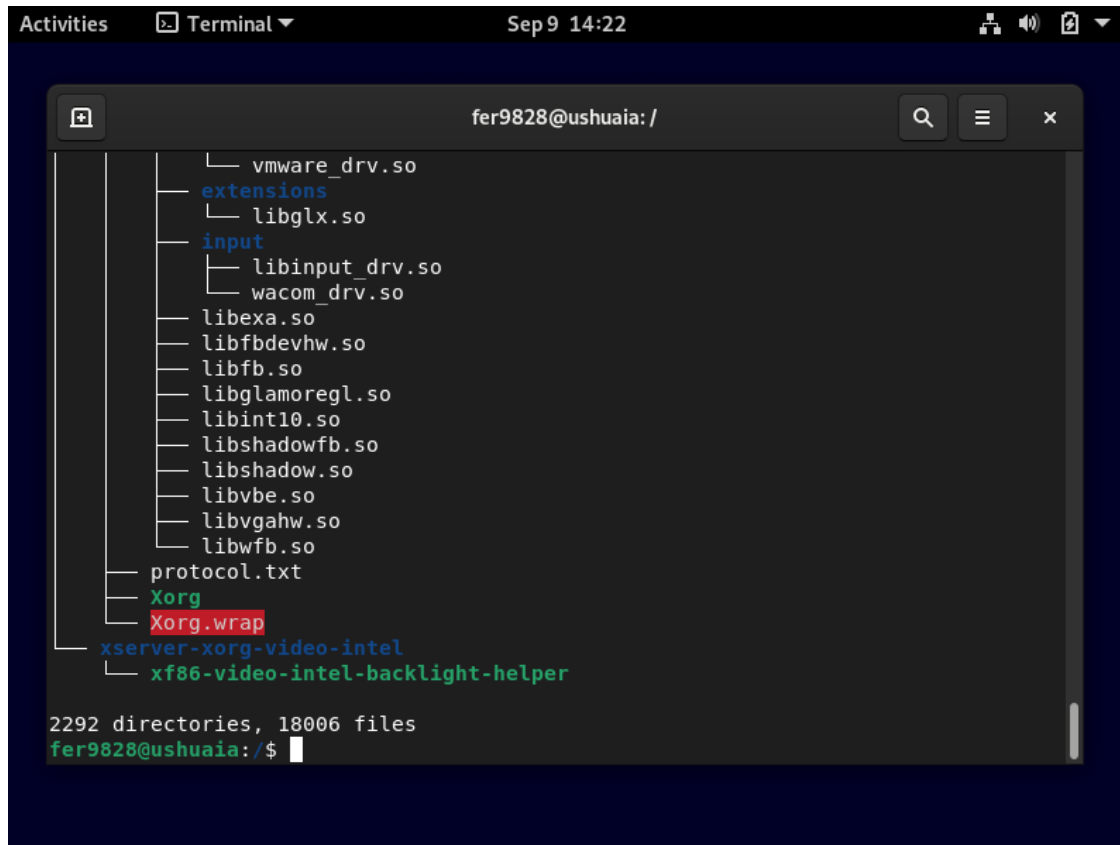 Activities Terminal Sep 9 14:22
fer9828@ushuaia: /
│   │   │   │   └── vmware_drv.so
│   │   │   ├── extensions
│   │   │   │   └── libglx.so
│   │   │   ├── input
│   │   │   │   ├── libinput_drv.so
│   │   │   │   └── wacom_drv.so
│   │   │   ├── libexa.so
│   │   │   ├── libfbdevhw.so
│   │   │   ├── libfb.so
│   │   │   ├── libglamoregl.so
│   │   │   ├── libint10.so
│   │   │   ├── libshadowfb.so
│   │   │   ├── libshadow.so
│   │   │   ├── libvbe.so
│   │   │   ├── libvgahw.so
│   │   │   └── libwfb.so
│   │   ├── protocol.txt
│   │   ├── Xorg
│   │   └── Xorg.wrap
│   └── xserver-xorg-video-intel
│       └── xf86-video-intel-backlight-helper
2292 directories, 18006 files
fer9828@ushuaia:/$